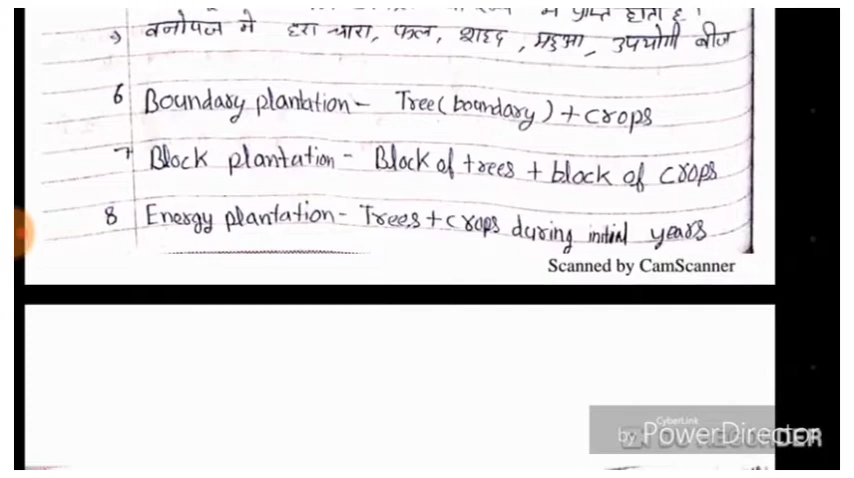 प्राप्त होता है।
वनोपज मे हरा चारा, फल, शहद, महुआ, उपयोगी बीज
6 Boundary plantation - Tree (boundary) + crops
7 Block plantation - Block of trees + block of crops
8 Energy plantation - Trees + crops during initial years
Scanned by CamScanner
CyberLink
by PowerDirector